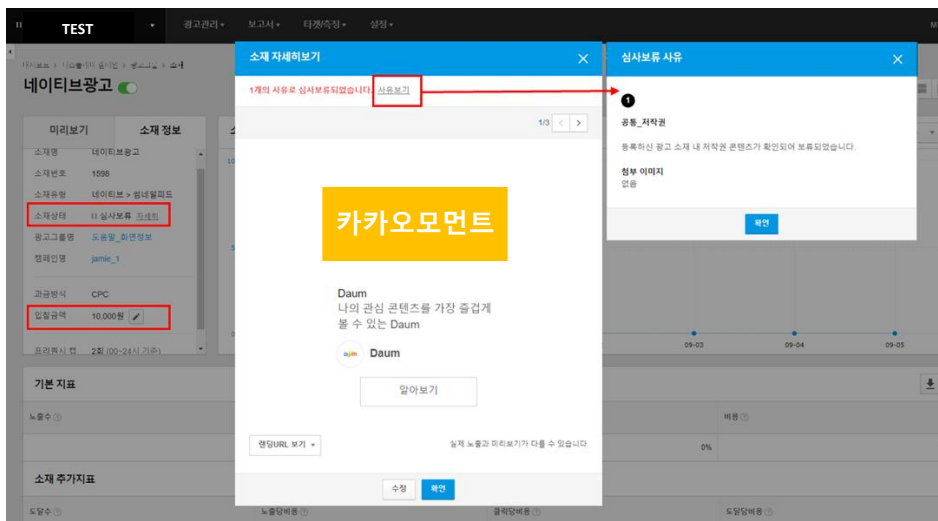 TEST
광고관리
보고서
타겟/측정
설정
네이티브광고
미리보기
소재 정보
소재명 네이티브광고
소재번호 1598
소재유형 네이티브 > 썸네일피드
소재상태 II 심사보류 자세히
광고그룹명 도움말_화면정보
캠페인명 jamie_1
과금방식 CPC
입찰금액 10,000원
프리퀀시 캡 2회 (00~24시 기준)
소재 자세히보기
1개의 사유로 심사보류되었습니다. 사유보기
1/3
카카오모먼트
Daum
나의 관심 콘텐츠를 가장 즐겁게
볼 수 있는 Daum
Daum
알아보기
랜딩URL 보기
실제 노출과 미리보기가 다를 수 있습니다.
수정
확인
심사보류 사유
1
공통_저작권
등록하신 광고 소재 내 저작권 콘텐츠가 확인되어 보류되었습니다.
첨부 이미지
없음
확인
09-03
09-04
09-05
기본 지표
노출수
비용
0%
소재 추가지표
도달수
노출당비용
클릭당비용
도달당비용